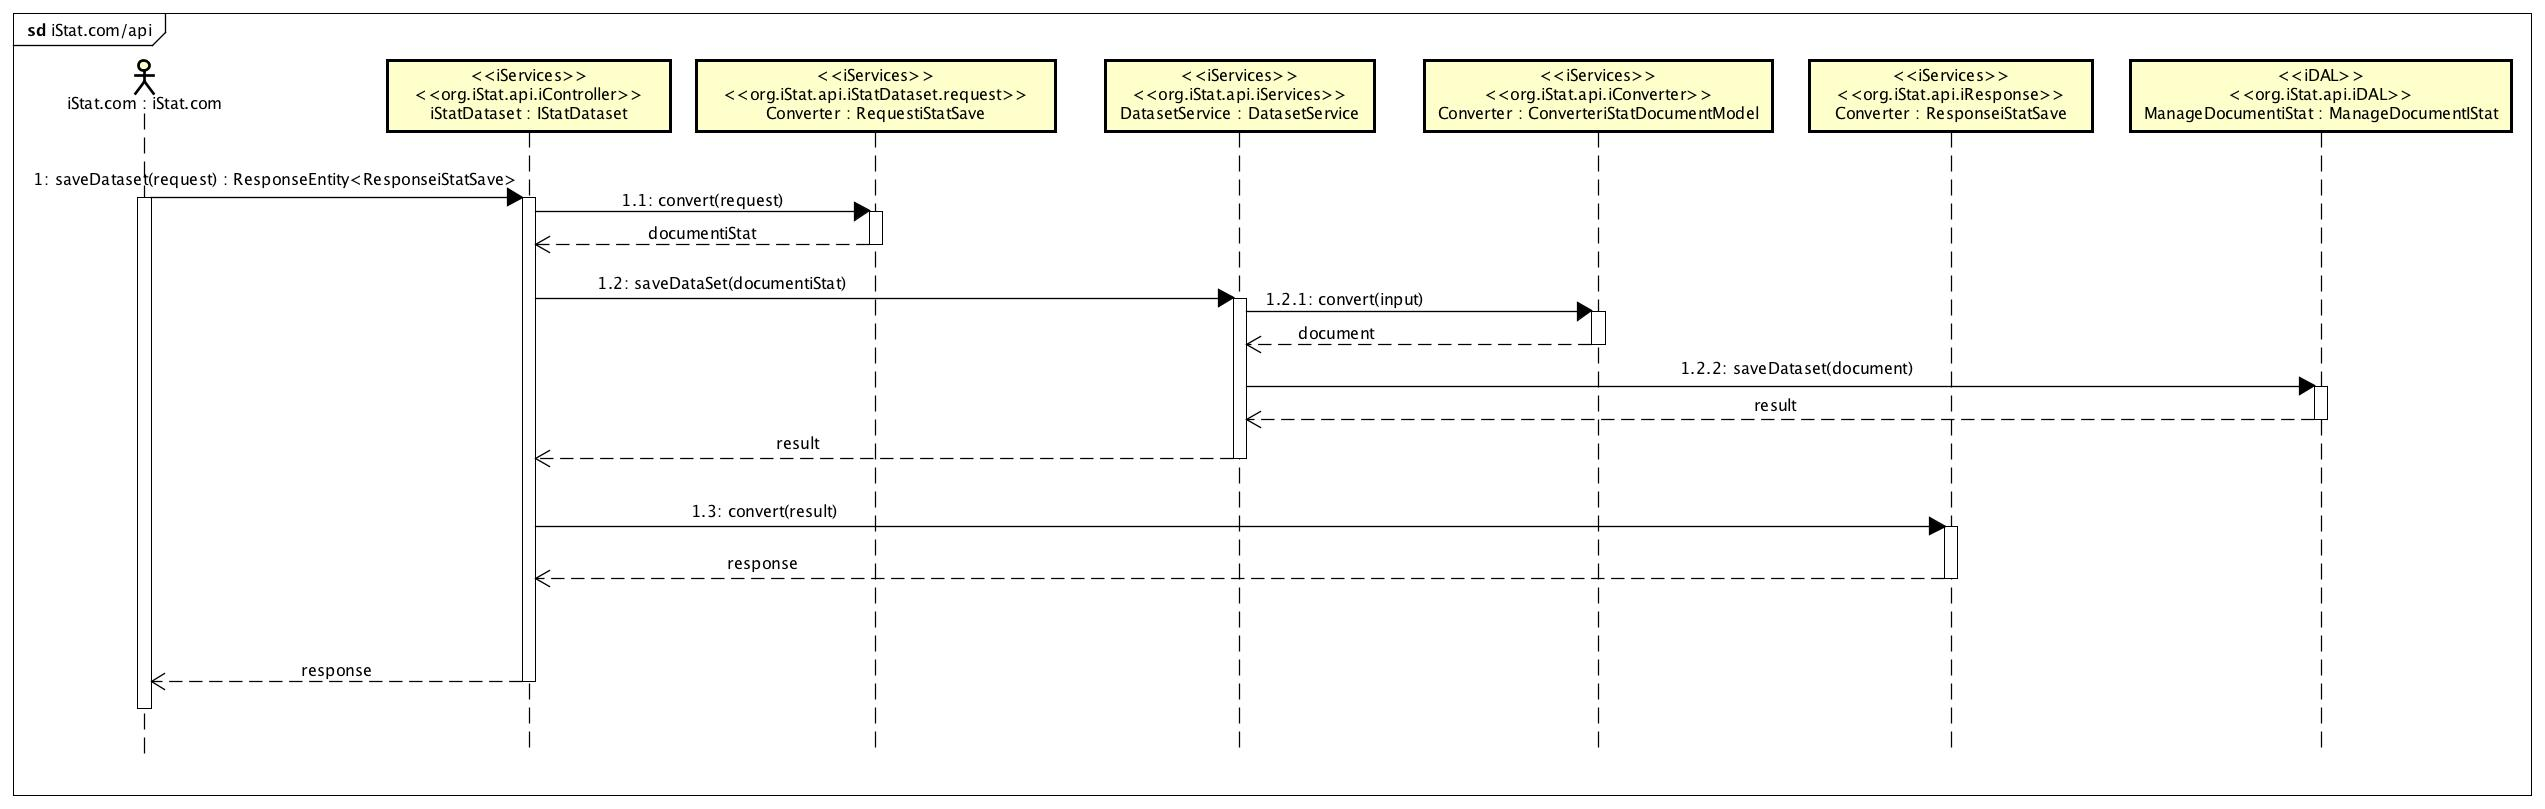 sd iStat.com/api
iStat.com : iStat.com
<<iServices>>
<<org.iStat.api.iController>>
iStatDataset : IStatDataset
<<iServices>>
<<org.iStat.api.iStatDataset.request>>
Converter : RequestiStatSave
<<iServices>>
<<org.iStat.api.iServices>>
DatasetService : DatasetService
<<iServices>>
<<org.iStat.api.iConverter>>
Converter : ConverteriStatDocumentModel
<<iServices>>
<<org.iStat.api.iResponse>>
Converter : ResponseiStatSave
<<iDAL>>
<<org.iStat.api.iDAL>>
ManageDocumentiStat : ManageDocumentIStat
1: saveDataset(request) : ResponseEntity<ResponseiStatSave>
1.1: convert(request)
documentiStat
1.2: saveDataSet(documentiStat)
1.2.1: convert(input)
document
1.2.2: saveDataset(document)
result
result
1.3: convert(result)
response
response